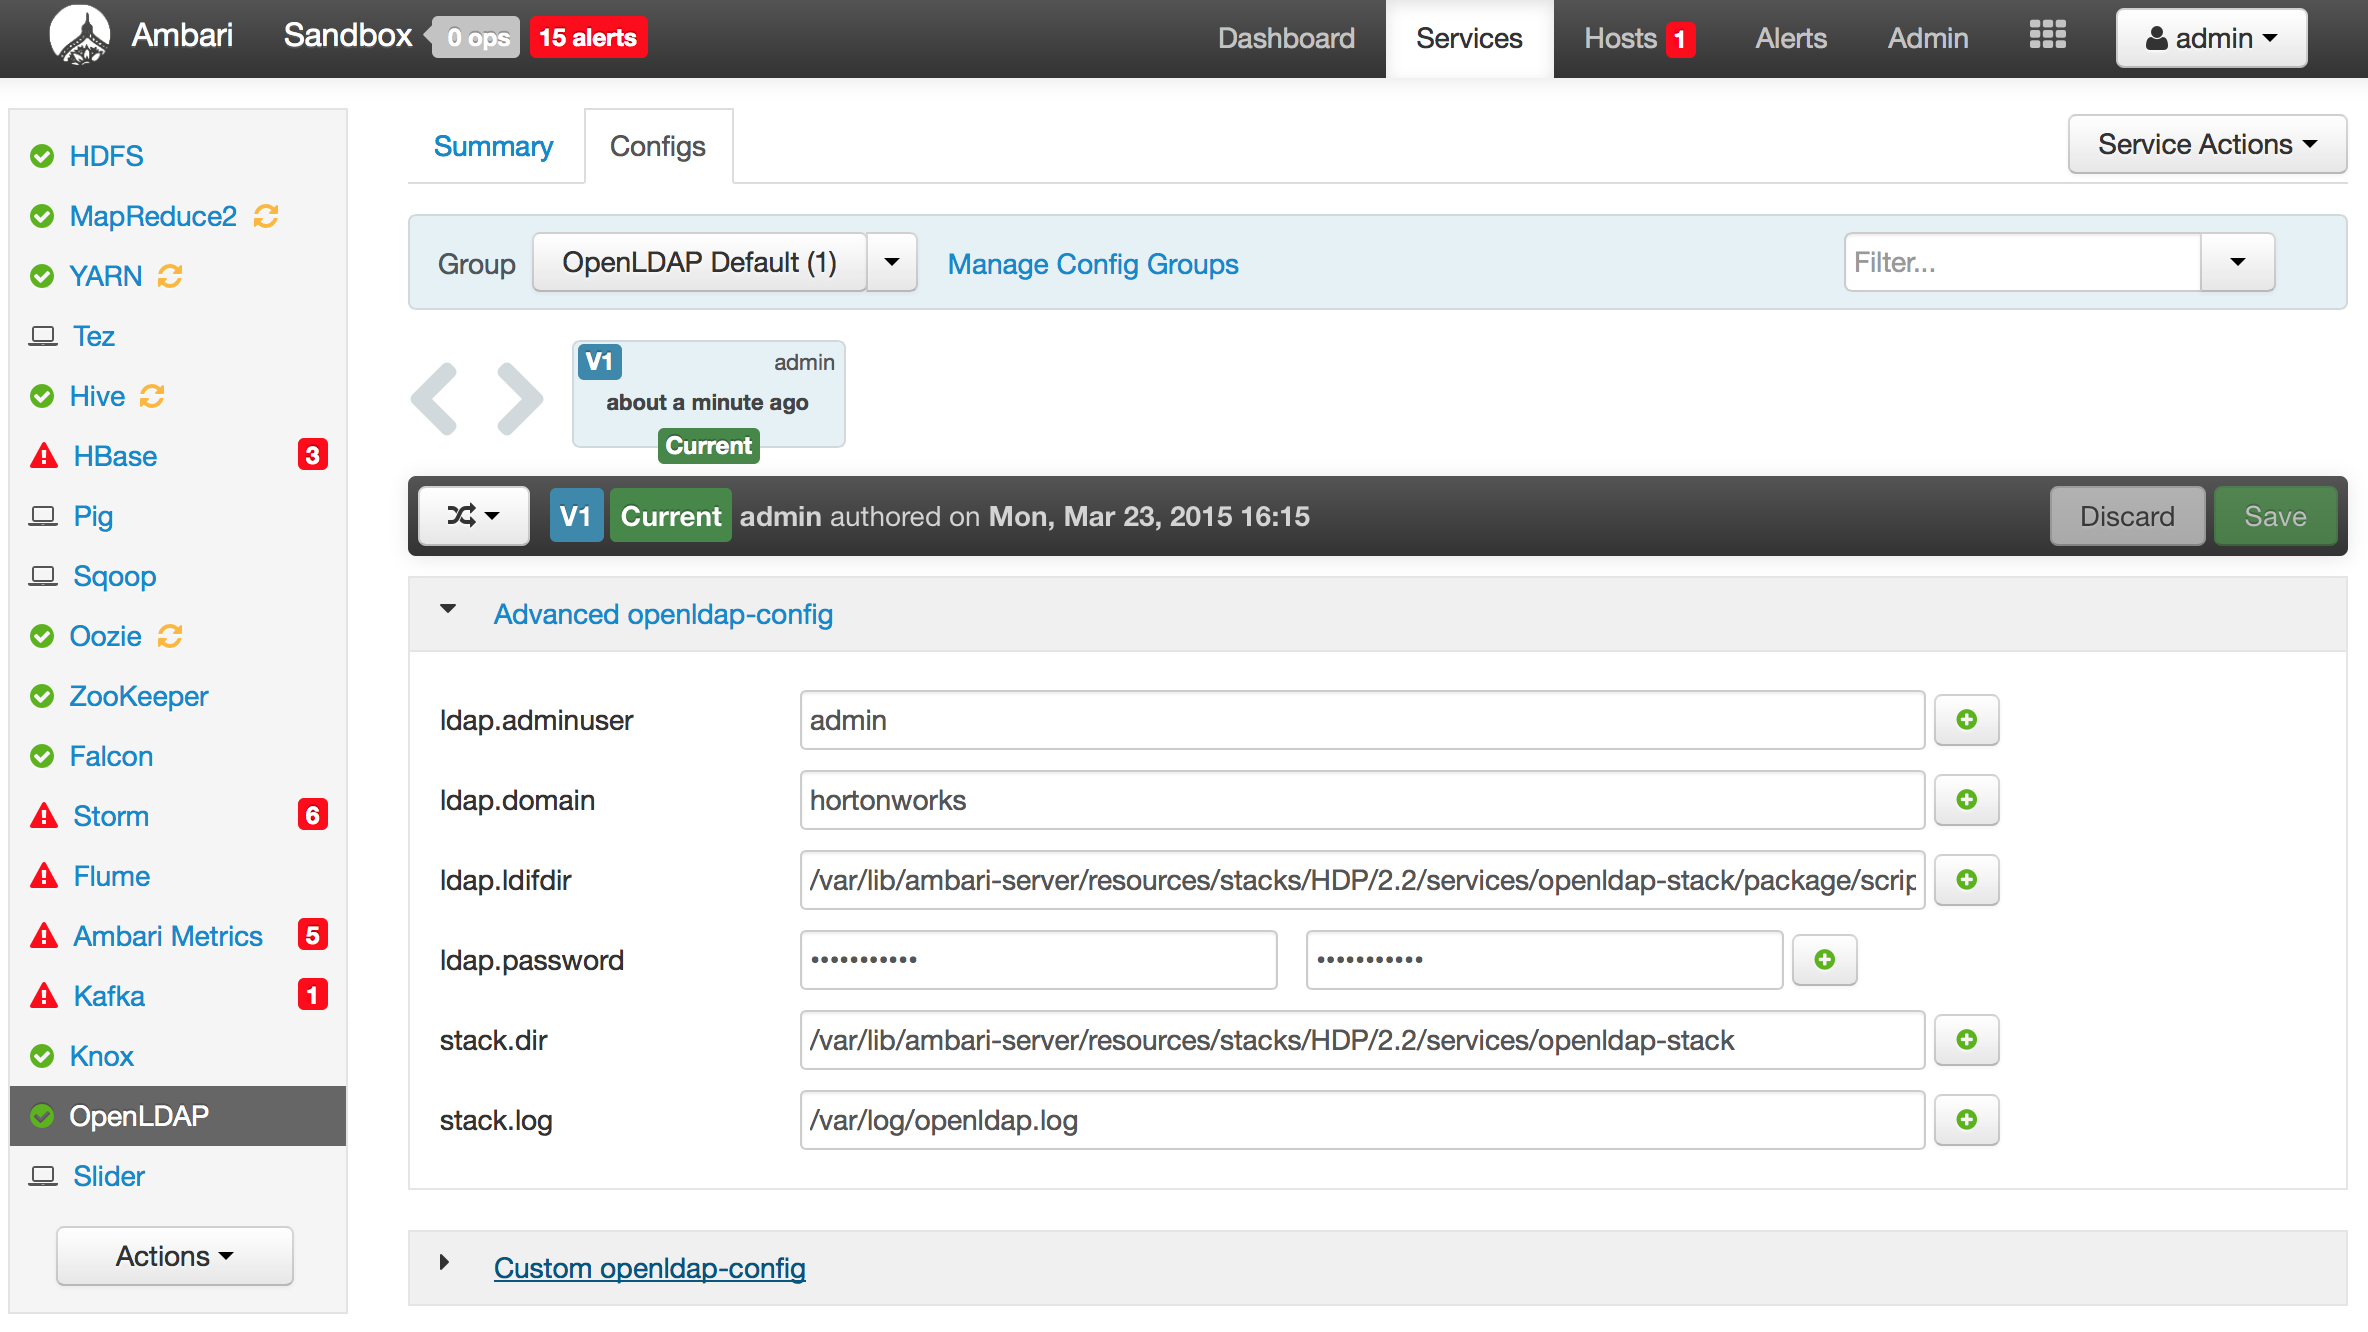 Ambari Sandbox 0 ops 15 alerts Dashboard Services Hosts 1 Alerts Admin admin
HDFS
MapReduce2
YARN
Tez
Hive
HBase 3
Pig
Sqoop
Oozie
ZooKeeper
Falcon
Storm 6
Flume
Ambari Metrics 5
Kafka 1
Knox
OpenLDAP
Slider
Actions
Summary Configs Service Actions
Group OpenLDAP Default (1) Manage Config Groups Filter...
V1 admin
about a minute ago
Current
V1 Current admin authored on Mon, Mar 23, 2015 16:15 Discard Save
Advanced openldap-config
ldap.adminuser admin
ldap.domain hortonworks
ldap.ldifdir /var/lib/ambari-server/resources/stacks/HDP/2.2/services/openldap-stack/package/scrip
ldap.password ••••••••••• •••••••••••
stack.dir /var/lib/ambari-server/resources/stacks/HDP/2.2/services/openldap-stack
stack.log /var/log/openldap.log
Custom openldap-config